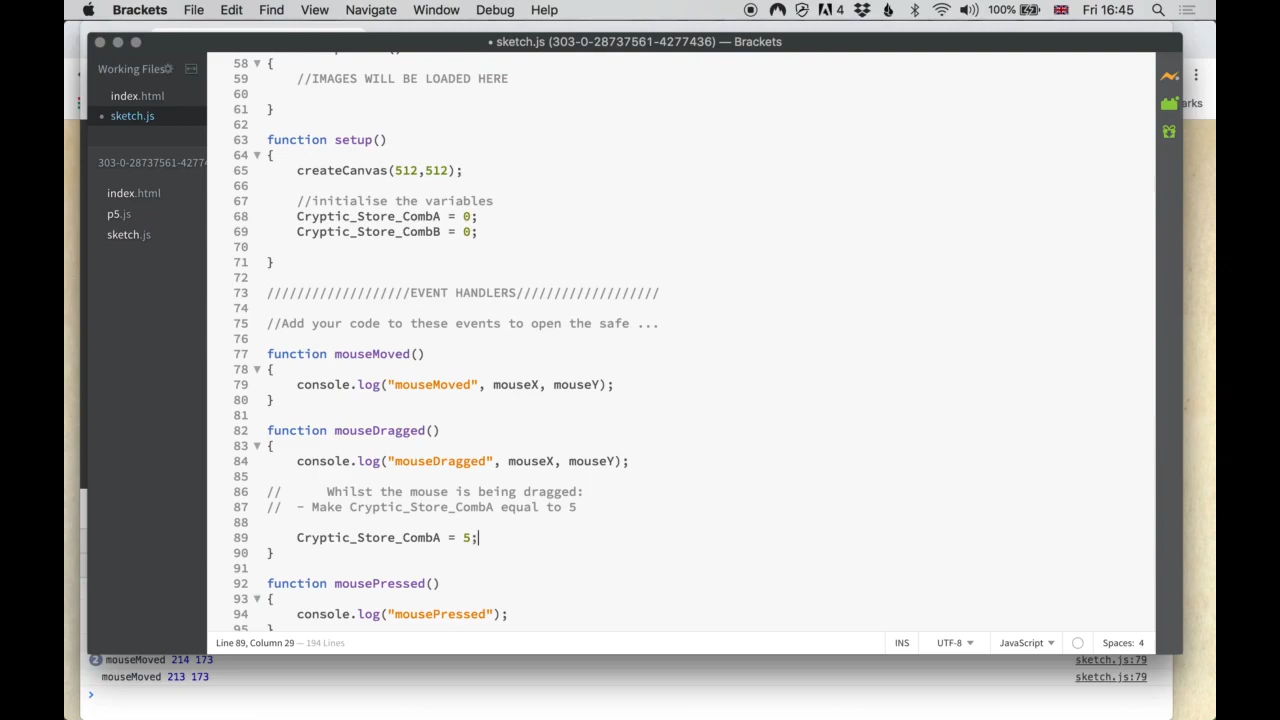 Brackets File Edit Find View Navigate Window Debug Help 4 100% Fri 16:45
• sketch.js (303-0-28737561-4277436) — Brackets
Working Files
index.html
• sketch.js
303-0-28737561-4277
index.html
p5.js
sketch.js
58 {
59 //IMAGES WILL BE LOADED HERE
60
61 }
62
63 function setup()
64 {
65 createCanvas(512,512);
66
67 //initialise the variables
68 Cryptic_Store_CombA = 0;
69 Cryptic_Store_CombB = 0;
70
71 }
72
73 ///////////////////EVENT HANDLERS///////////////////
74
75 //Add your code to these events to open the safe ...
76
77 function mouseMoved()
78 {
79 console.log("mouseMoved", mouseX, mouseY);
80 }
81
82 function mouseDragged()
83 {
84 console.log("mouseDragged", mouseX, mouseY);
85
86 // Whilst the mouse is being dragged:
87 // - Make Cryptic_Store_CombA equal to 5
88
89 Cryptic_Store_CombA = 5;
90 }
91
92 function mousePressed()
93 {
94 console.log("mousePressed");
95 }
Line 89, Column 29 — 194 Lines INS UTF-8 JavaScript Spaces: 4
arks
2 mouseMoved 214 173 sketch.js:79
mouseMoved 213 173 sketch.js:79
>